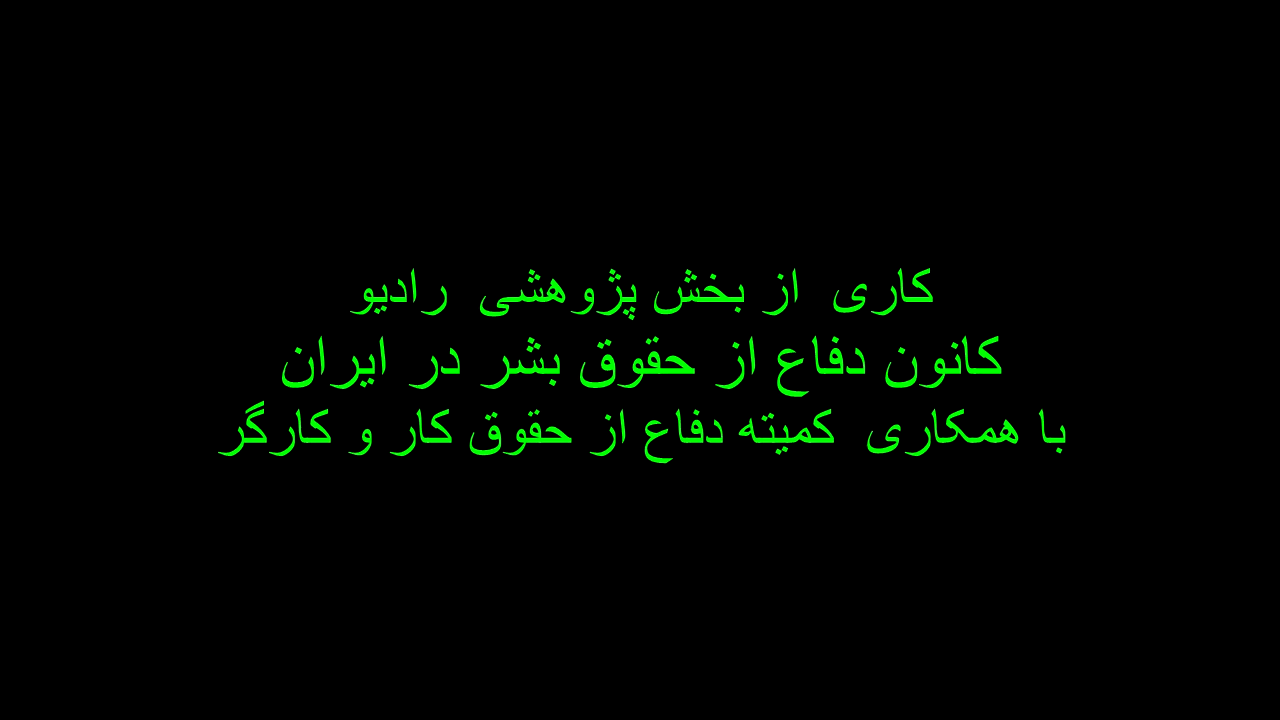 کاری از بخش پژوهشی رادیو
کانون دفاع از حقوق بشر در ایران
با همکاری کمیته دفاع از حقوق کار و کارگر